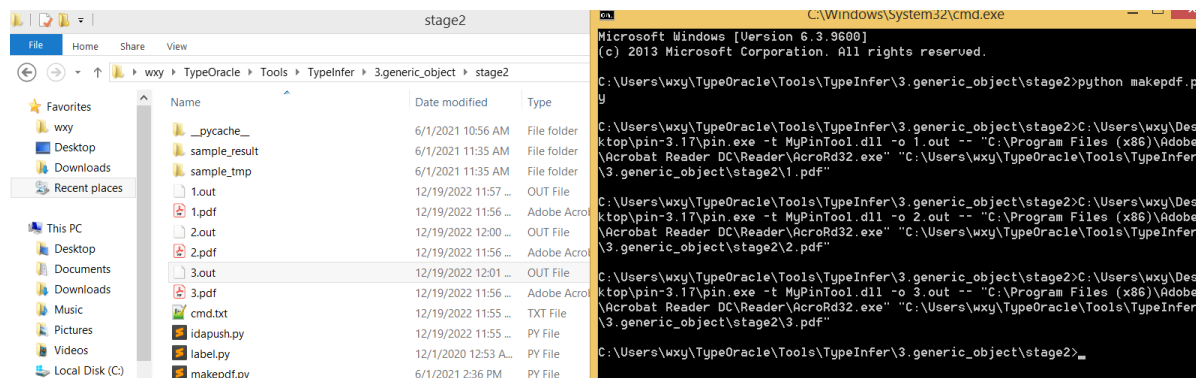 stage2
File Home Share View
wxy TypeOracle Tools TypeInfer 3.generic_object stage2
Favorites
wxy
Desktop
Downloads
Recent places
This PC
Desktop
Documents
Downloads
Music
Pictures
Videos
Local Disk (C:)
Name Date modified Type
__pycache__ 6/1/2021 10:56 AM File folder
sample_result 6/1/2021 11:35 AM File folder
sample_tmp 6/1/2021 11:35 AM File folder
1.out 12/19/2022 11:57 ... OUT File
1.pdf 12/19/2022 11:56 ... Adobe Acrol
2.out 12/19/2022 12:00 ... OUT File
2.pdf 12/19/2022 11:56 ... Adobe Acrol
3.out 12/19/2022 12:01 ... OUT File
3.pdf 12/19/2022 11:56 ... Adobe Acrol
cmd.txt 12/19/2022 11:55 ... TXT File
idapush.py 12/19/2022 11:55 ... PY File
label.py 12/1/2020 12:53 A... PY File
makepdf.py 6/1/2021 2:36 PM PY File
C:\Windows\System32\cmd.exe
Microsoft Windows [Version 6.3.9600]
(c) 2013 Microsoft Corporation. All rights reserved.
C:\Users\wxy\TypeOracle\Tools\TypeInfer\3.generic_object\stage2>python makepdf.p
y
C:\Users\wxy\TypeOracle\Tools\TypeInfer\3.generic_object\stage2>C:\Users\wxy\Des
ktop\pin-3.17\pin.exe -t MyPinTool.dll -o 1.out -- "C:\Program Files (x86)\Adobe
\Acrobat Reader DC\Reader\AcroRd32.exe" "C:\Users\wxy\TypeOracle\Tools\TypeInfer
\3.generic_object\stage2\1.pdf"
C:\Users\wxy\TypeOracle\Tools\TypeInfer\3.generic_object\stage2>C:\Users\wxy\Des
ktop\pin-3.17\pin.exe -t MyPinTool.dll -o 2.out -- "C:\Program Files (x86)\Adobe
\Acrobat Reader DC\Reader\AcroRd32.exe" "C:\Users\wxy\TypeOracle\Tools\TypeInfer
\3.generic_object\stage2\2.pdf"
C:\Users\wxy\TypeOracle\Tools\TypeInfer\3.generic_object\stage2>C:\Users\wxy\Des
ktop\pin-3.17\pin.exe -t MyPinTool.dll -o 3.out -- "C:\Program Files (x86)\Adobe
\Acrobat Reader DC\Reader\AcroRd32.exe" "C:\Users\wxy\TypeOracle\Tools\TypeInfer
\3.generic_object\stage2\3.pdf"
C:\Users\wxy\TypeOracle\Tools\TypeInfer\3.generic_object\stage2>_